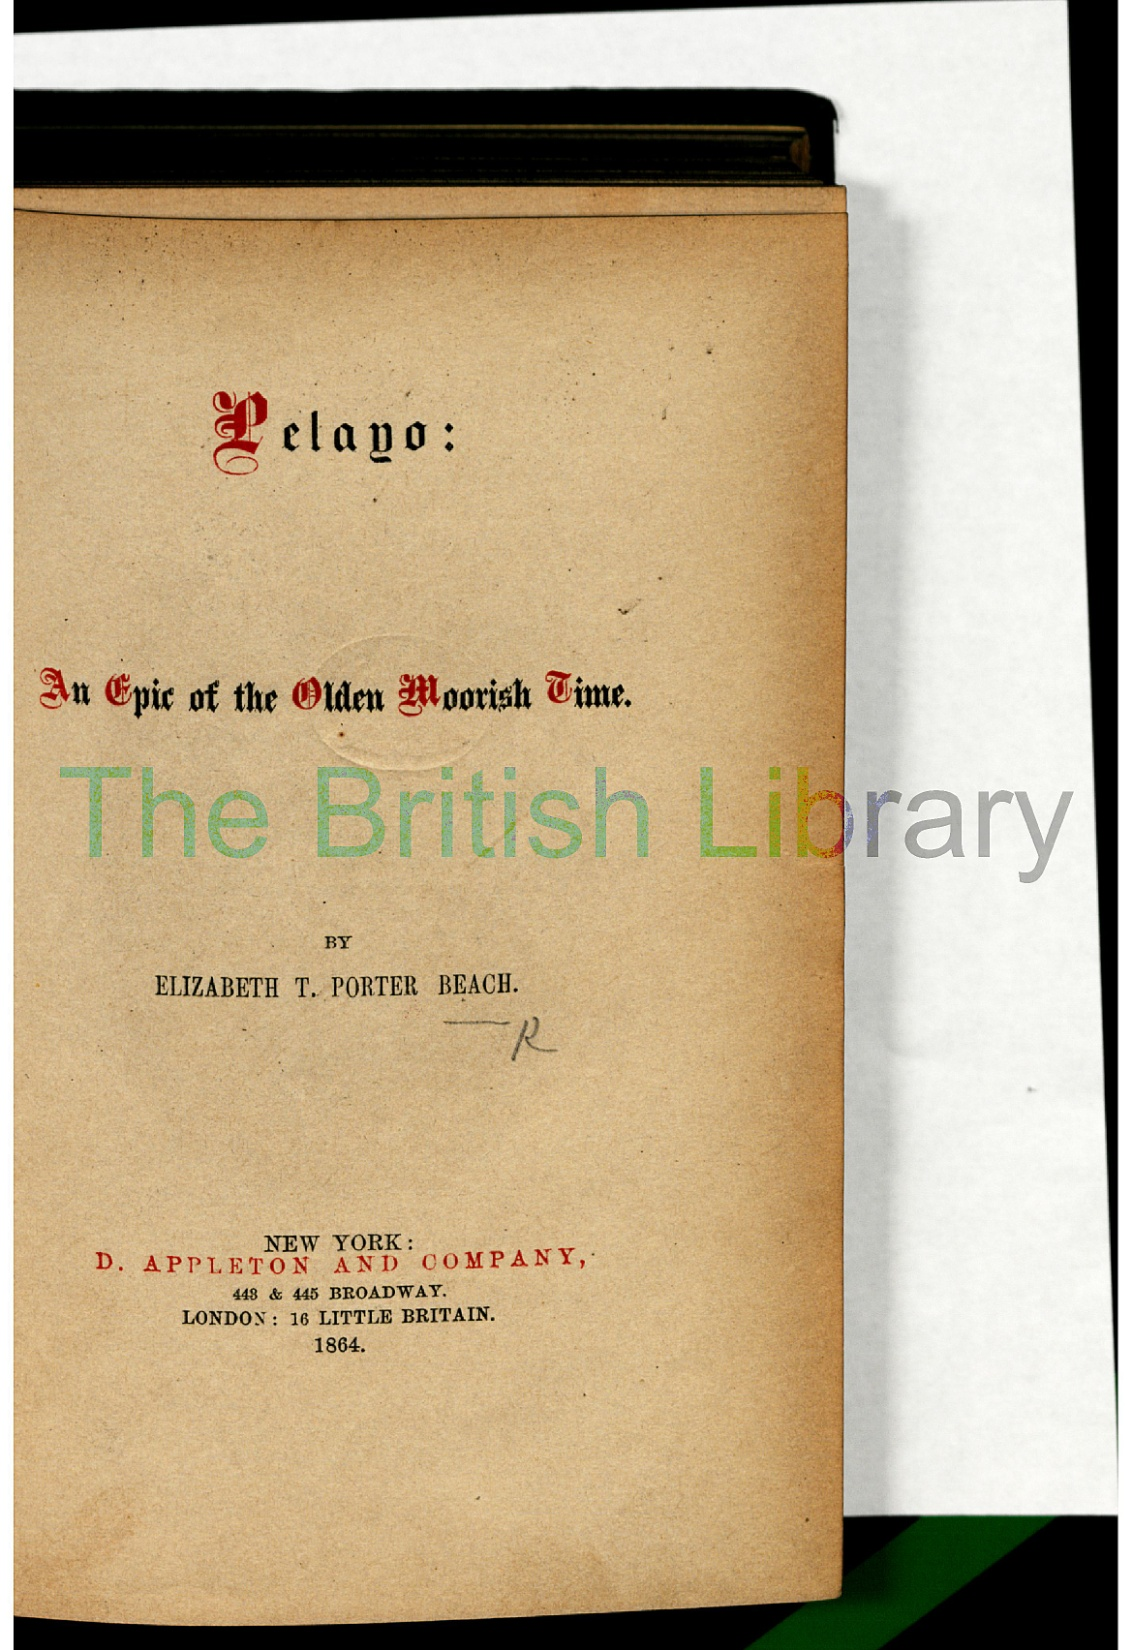 Pelayo:
An Epic of the Olden Moorish Time.
The British Library
BY
ELIZABETH T. PORTER BEACH.
R
NEW YORK:
D. APPLETON AND COMPANY,
443 & 445 BROADWAY.
LONDON: 16 LITTLE BRITAIN.
1864.